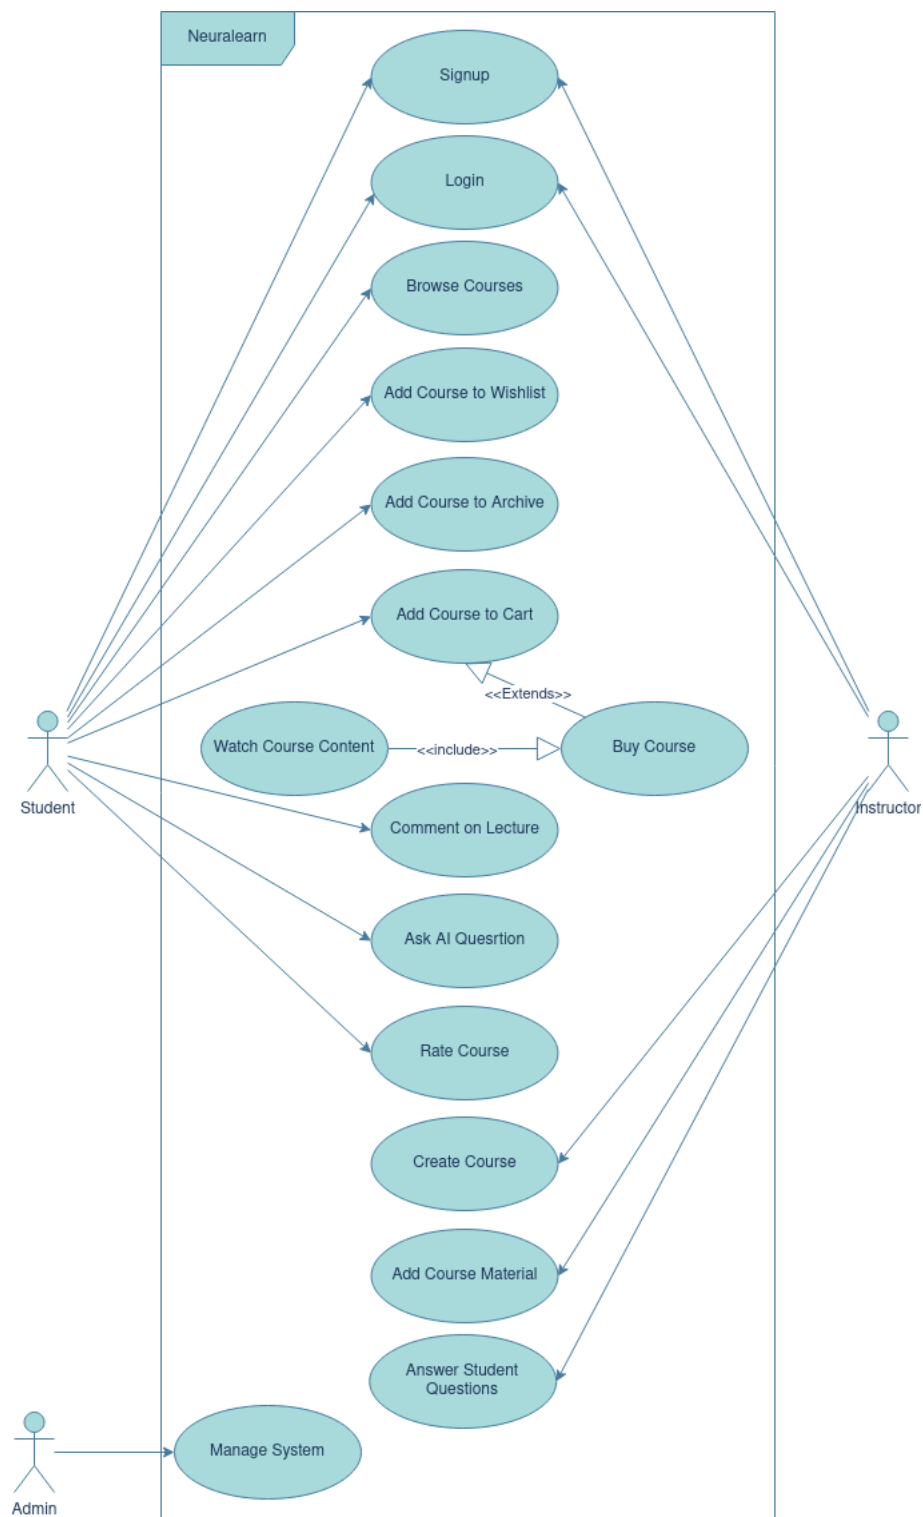 Neuralearn
Signup
Login
Browse Courses
Add Course to Wishlist
Add Course to Archive
Add Course to Cart
<<Extends>>
Watch Course Content
<<include>>
Buy Course
Student
Instructor
Comment on Lecture
Ask AI Quesrtion
Rate Course
Create Course
Add Course Material
Answer Student
Questions
Manage System
Admin